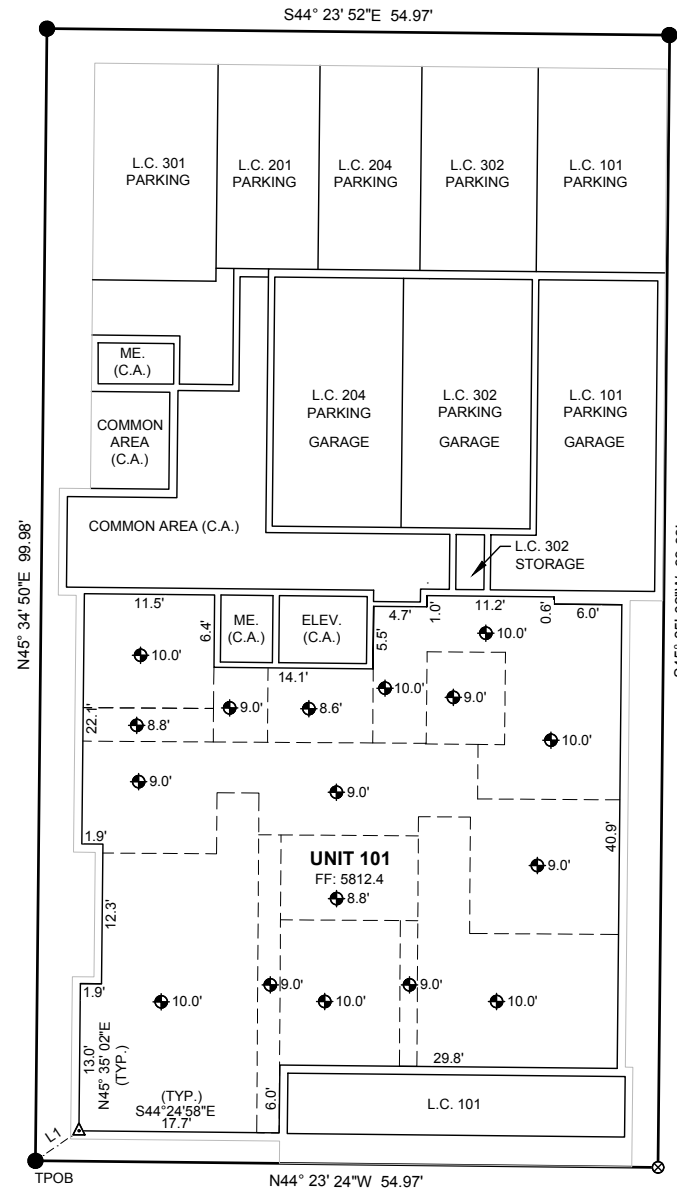 S44° 23' 52"E 54.97'
L.C. 301
PARKING
L.C. 201
PARKING
L.C. 204
PARKING
L.C. 302
PARKING
L.C. 101
PARKING
ME.
(C.A.)
COMMON
AREA
(C.A.)
L.C. 204
PARKING
GARAGE
L.C. 302
PARKING
GARAGE
L.C. 101
PARKING
GARAGE
N45° 34' 50"E 99.98'
COMMON AREA (C.A.)
L.C. 302
STORAGE
11.5'
6.4'
ME.
(C.A.)
ELEV.
(C.A.)
5.5'
4.7'
1.0'
11.2'
0.6'
6.0'
10.0'
10.0'
14.1'
10.0'
9.0'
22.1'
8.8'
9.0'
8.6'
10.0'
9.0'
9.0'
40.9'
1.9'
UNIT 101
FF: 5812.4
8.8'
9.0'
12.3'
1.9'
10.0'
9.0'
10.0'
9.0'
10.0'
13.0'
N45° 35' 02"E
(TYP.)
(TYP.)
S44°24'58"E
17.7'
6.0'
29.8'
L.C. 101
L1
TPOB
N44° 23' 24"W 54.97'